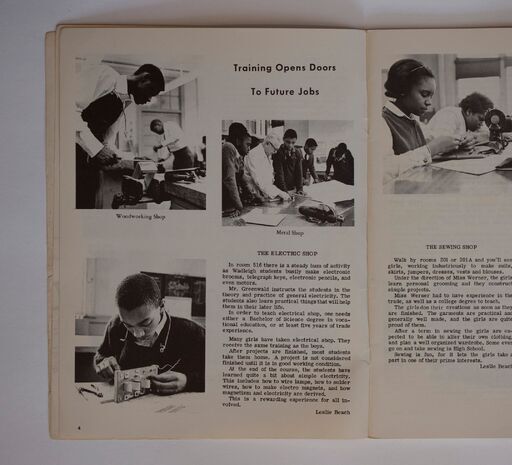 Training Opens Doors
To Future Jobs
Woodworking Shop
Metal Shop
THE ELECTRIC SHOP
In room 516 there is a steady hum of activity
as Wadleigh students busily make electronic
brooms, telegraph keys, electronic pencils, and
even motors.
Mr. Greenwald instructs the students in the
theory and practice of general electricity. The
students also learn practical things that will help
them in their later life.
In order to teach electrical shop, one needs
either a Bachelor of Science degree in voca-
tional education, or at least five years of trade
experience.
Many girls have taken electrical shop. They
receive the same training as the boys.
After projects are finished, most students
take them home. A project is not considered
finished until it is in good working condition.
At the end of the course, the students have
learned quite a bit about simple electricity.
This includes how to wire lamps, how to solder
wires, how to make electro magnets, and how
magnetism and electricity are derived.
This is a rewarding experience for all in-
volved.
Leslie Beach
4
THE SEWING SHOP
Walk by rooms 201 or 201A and you'll see
girls, working industriously to make suits,
skirts, jumpers, dresses, vests and blouses.
Under the direction of Miss Werner, the girls
learn personal grooming and they construct
simple projects.
Miss Werner had to have experience in the
trade, as well as a college degree to teach.
The girls don their creations as soon as they
are finished. The garments are practical and
generally well made, and the girls are quite
proud of them.
After a term in sewing the girls are ex-
pected to be able to alter their own clothing
and plan a well organized wardrobe. Some even
go on and take sewing in High School.
Sewing is fun, for it lets the girls take a
part in one of their prime interests.
Leslie Beach